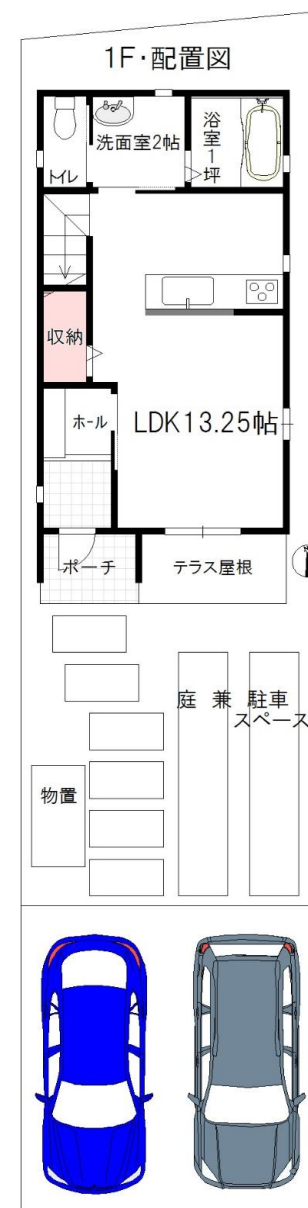 1F・配置図
トイレ
洗面室2帖
浴室1坪
収納
ホール
LDK13.25帖
ポーチ
テラス屋根
庭 兼 駐車
スペース
物置